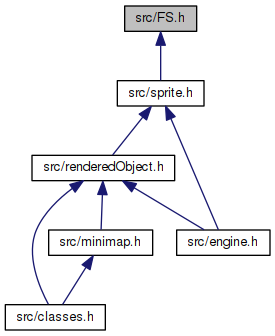 src/FS.h
src/sprite.h
src/renderedObject.h
src/minimap.h
src/engine.h
src/classes.h